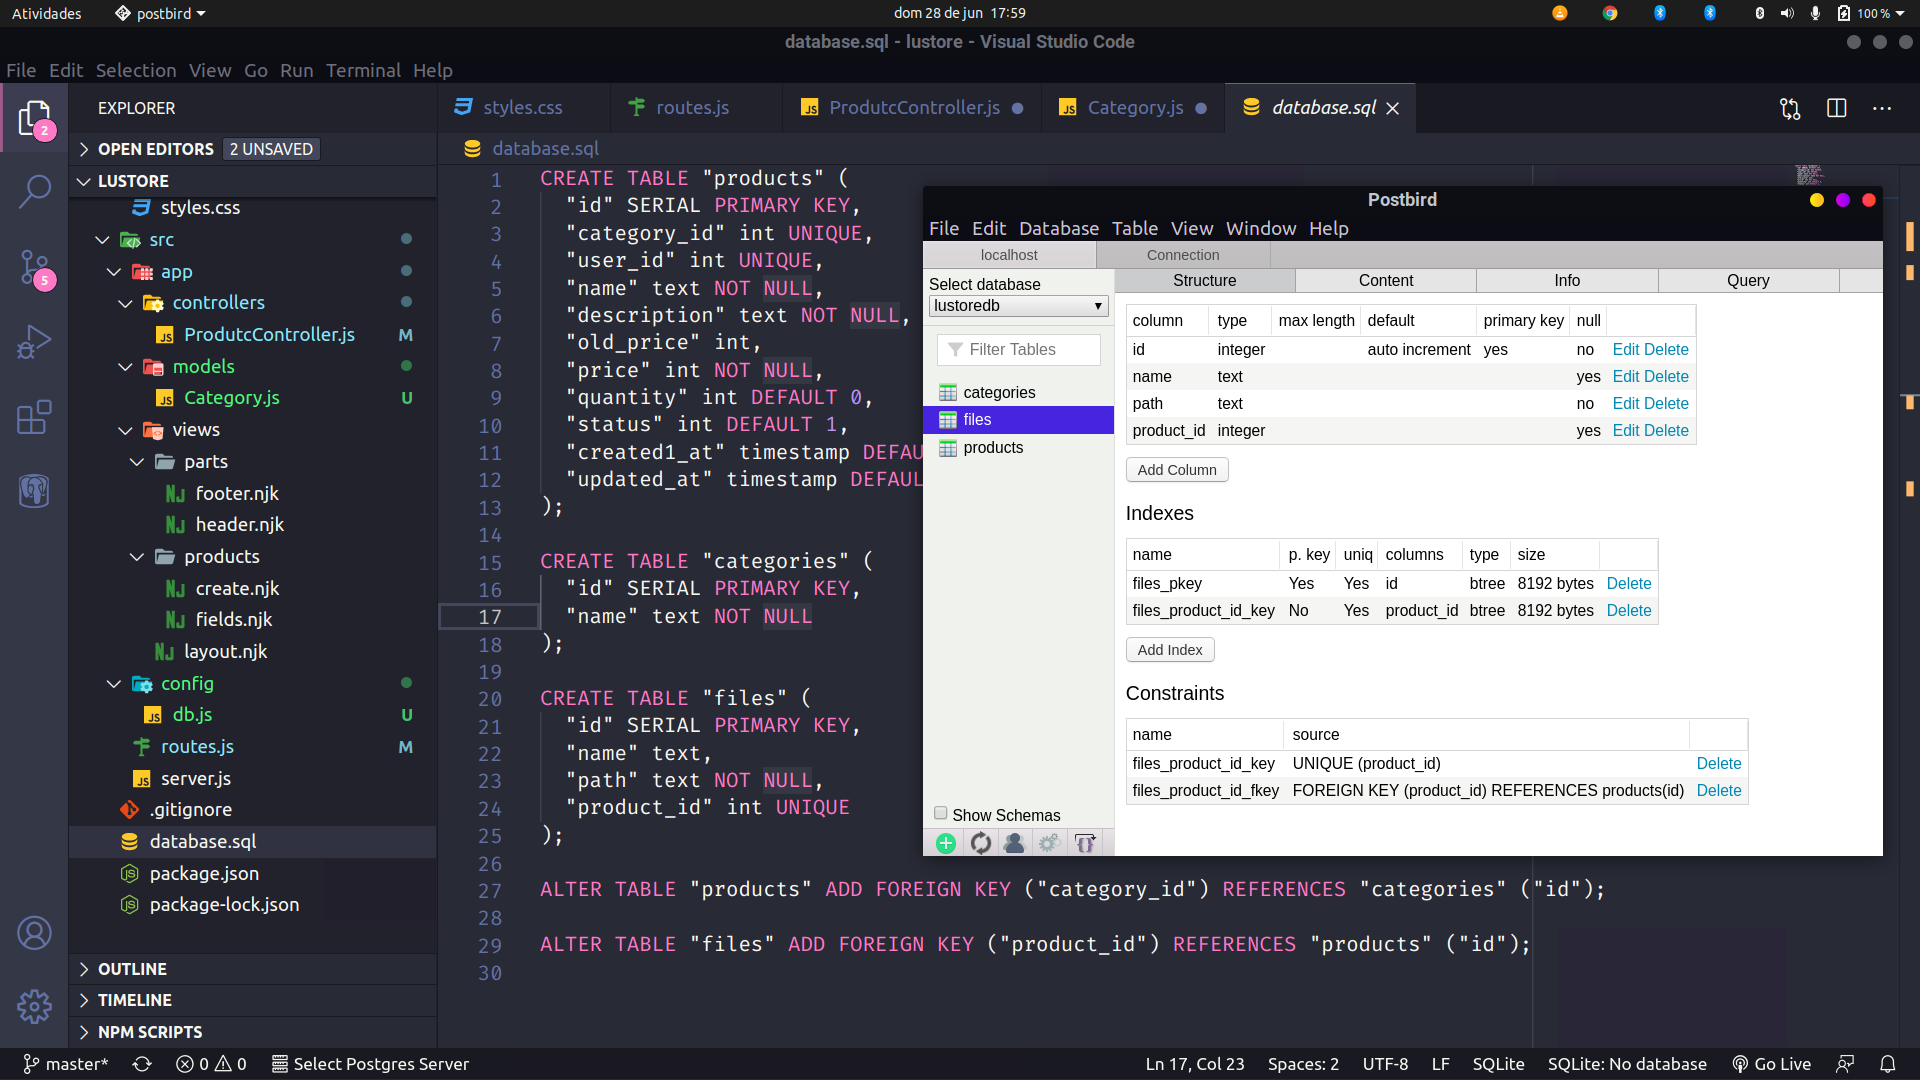 Atividades
postbird
dom 28 de jun 17:59
100 %
database.sql - lustore - Visual Studio Code
File Edit Selection View Go Run Terminal Help
EXPLORER
OPEN EDITORS 2 UNSAVED
LUSTORE
styles.css
src
app
controllers
ProdutcController.js M
models
Category.js U
views
parts
footer.njk
header.njk
products
create.njk
fields.njk
layout.njk
config
db.js U
routes.js M
server.js
.gitignore
database.sql
package.json
package-lock.json
OUTLINE
TIMELINE
NPM SCRIPTS
2
5
styles.css routes.js ProdutcController.js Category.js database.sql
database.sql
1 CREATE TABLE "products" (
2 "id" SERIAL PRIMARY KEY,
3 "category_id" int UNIQUE,
4 "user_id" int UNIQUE,
5 "name" text NOT NULL,
6 "description" text NOT NULL,
7 "old_price" int,
8 "price" int NOT NULL,
9 "quantity" int DEFAULT 0,
10 "status" int DEFAULT 1,
11 "created1_at" timestamp DEFAU
12 "updated_at" timestamp DEFAUL
13 );
14
15 CREATE TABLE "categories" (
16 "id" SERIAL PRIMARY KEY,
17 "name" text NOT NULL
18 );
19
20 CREATE TABLE "files" (
21 "id" SERIAL PRIMARY KEY,
22 "name" text,
23 "path" text NOT NULL,
24 "product_id" int UNIQUE
25 );
26
27 ALTER TABLE "products" ADD FOREIGN KEY ("category_id") REFERENCES "categories" ("id");
28
29 ALTER TABLE "files" ADD FOREIGN KEY ("product_id") REFERENCES "products" ("id");
30
Postbird
File Edit Database Table View Window Help
localhost Connection
Select database
lustoredb
Filter Tables
categories
files
products
Show Schemas
Structure Content Info Query
column type max length default primary key null
id integer auto increment yes no Edit Delete
name text yes Edit Delete
path text no Edit Delete
product_id integer yes Edit Delete
Add Column
Indexes
name p. key uniq columns type size
files_pkey Yes Yes id btree 8192 bytes Delete
files_product_id_key No Yes product_id btree 8192 bytes Delete
Add Index
Constraints
name source
files_product_id_key UNIQUE (product_id) Delete
files_product_id_fkey FOREIGN KEY (product_id) REFERENCES products(id) Delete
master* 0 0 Select Postgres Server Ln 17, Col 23 Spaces: 2 UTF-8 LF SQLite SQLite: No database Go Live